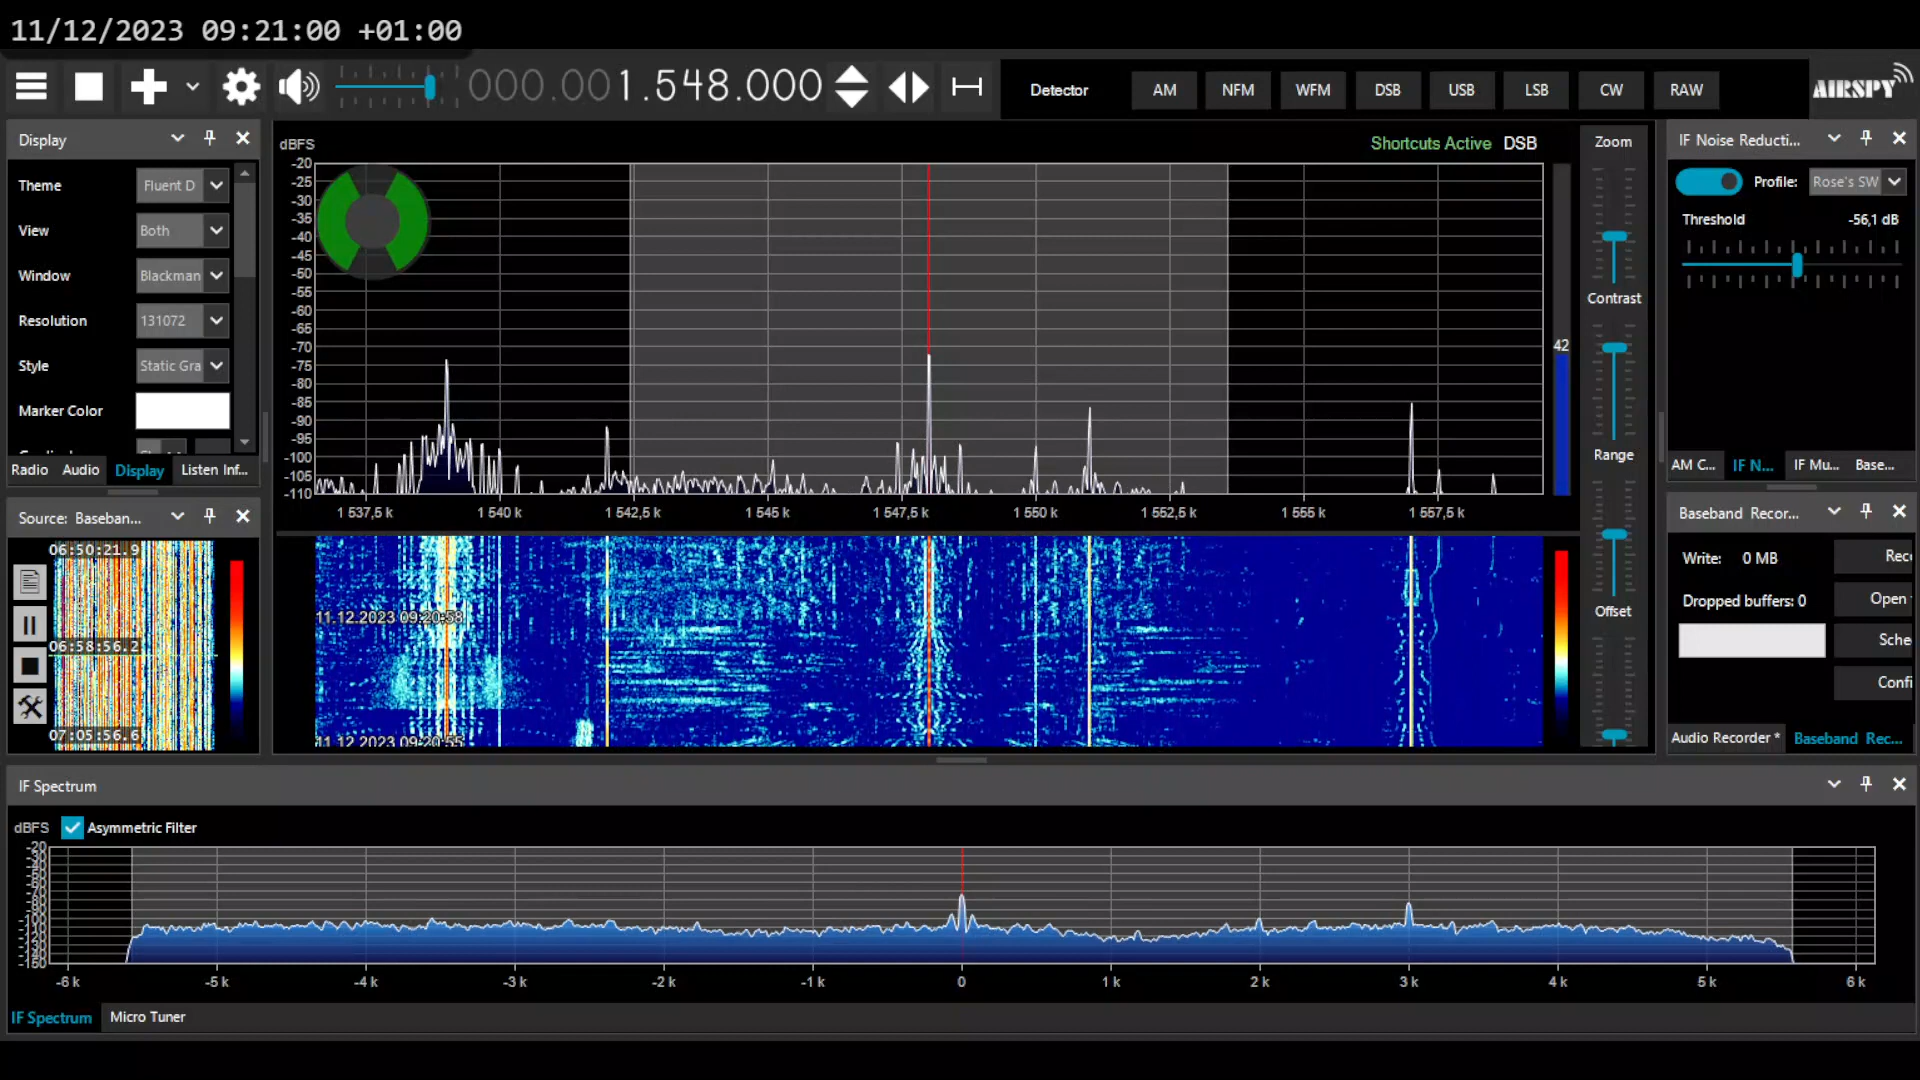 11/12/2023 09:21:00 +01:00
000.001.548.000
Detector
AM
NFM
WFM
DSB
USB
LSB
CW
RAW
AIRSPY
Display
Theme
Fluent D
View
Both
Window
Blackman
Resolution
131072
Style
Static Gra
Marker Color
Radio
Audio
Display
Listen Inf...
dBFS
Shortcuts Active
DSB
-20
-25
-30
-35
-40
-45
-50
-55
-60
-65
-70
-75
-80
-85
-90
-95
-100
-105
-110
1 537,5 k
1 540 k
1 542,5 k
1 545 k
1 547,5 k
1 550 k
1 552,5 k
1 555 k
1 557,5 k
42
11.12.2023 09:20:58
11.12.2023 09:20:55
Zoom
Contrast
Range
Offset
IF Noise Reducti...
Profile:
Rose's SW
Threshold
-56,1 dB
AM C...
IF N...
IF Mu...
Base...
Source: Baseban...
06:50:21.9
06:58:56.2
07:05:56.6
Baseband Recor...
Write: 0 MB
Rec
Dropped buffers: 0
Open
Sche
Confi
Audio Recorder *
Baseband Rec...
IF Spectrum
dBFS
Asymmetric Filter
-20
-30
-6 k
-5 k
-4 k
-3 k
-2 k
-1 k
0
1 k
2 k
3 k
4 k
5 k
6 k
IF Spectrum
Micro Tuner